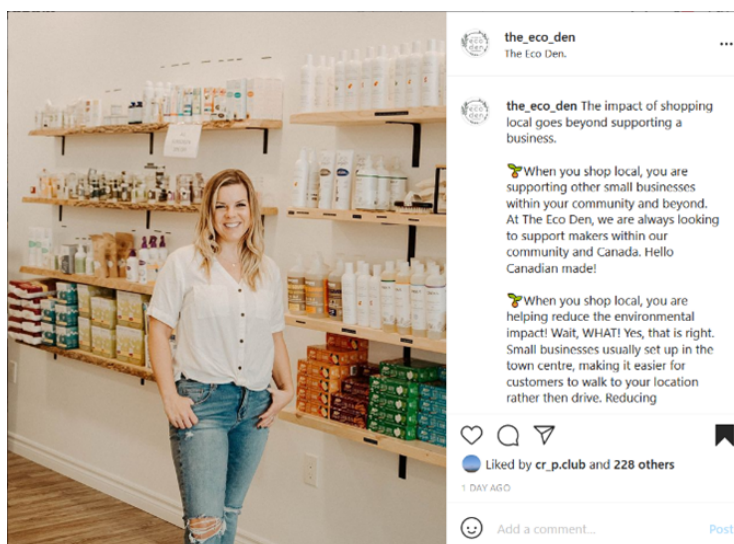 the_eco_den
The Eco Den.
the_eco_den The impact of shopping
local goes beyond supporting a
business.
🌱When you shop local, you are
supporting other small businesses
within your community and beyond.
At The Eco Den, we are always looking
to support makers within our
community and Canada. Hello
Canadian made!
🌱When you shop local, you are
helping reduce the environmental
impact! Wait, WHAT! Yes, that is right.
Small businesses usually set up in the
town centre, making it easier for
customers to walk to your location
rather then drive. Reducing
Liked by cr_p.club and 228 others
1 DAY AGO
Add a comment...
Post